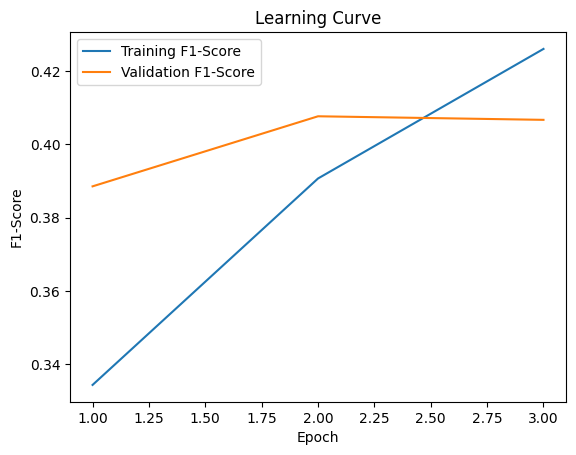 Learning Curve
Training F1-Score
Validation F1-Score
F1-Score
0.42
0.40
0.38
0.36
0.34
1.00 1.25 1.50 1.75 2.00 2.25 2.50 2.75 3.00
Epoch